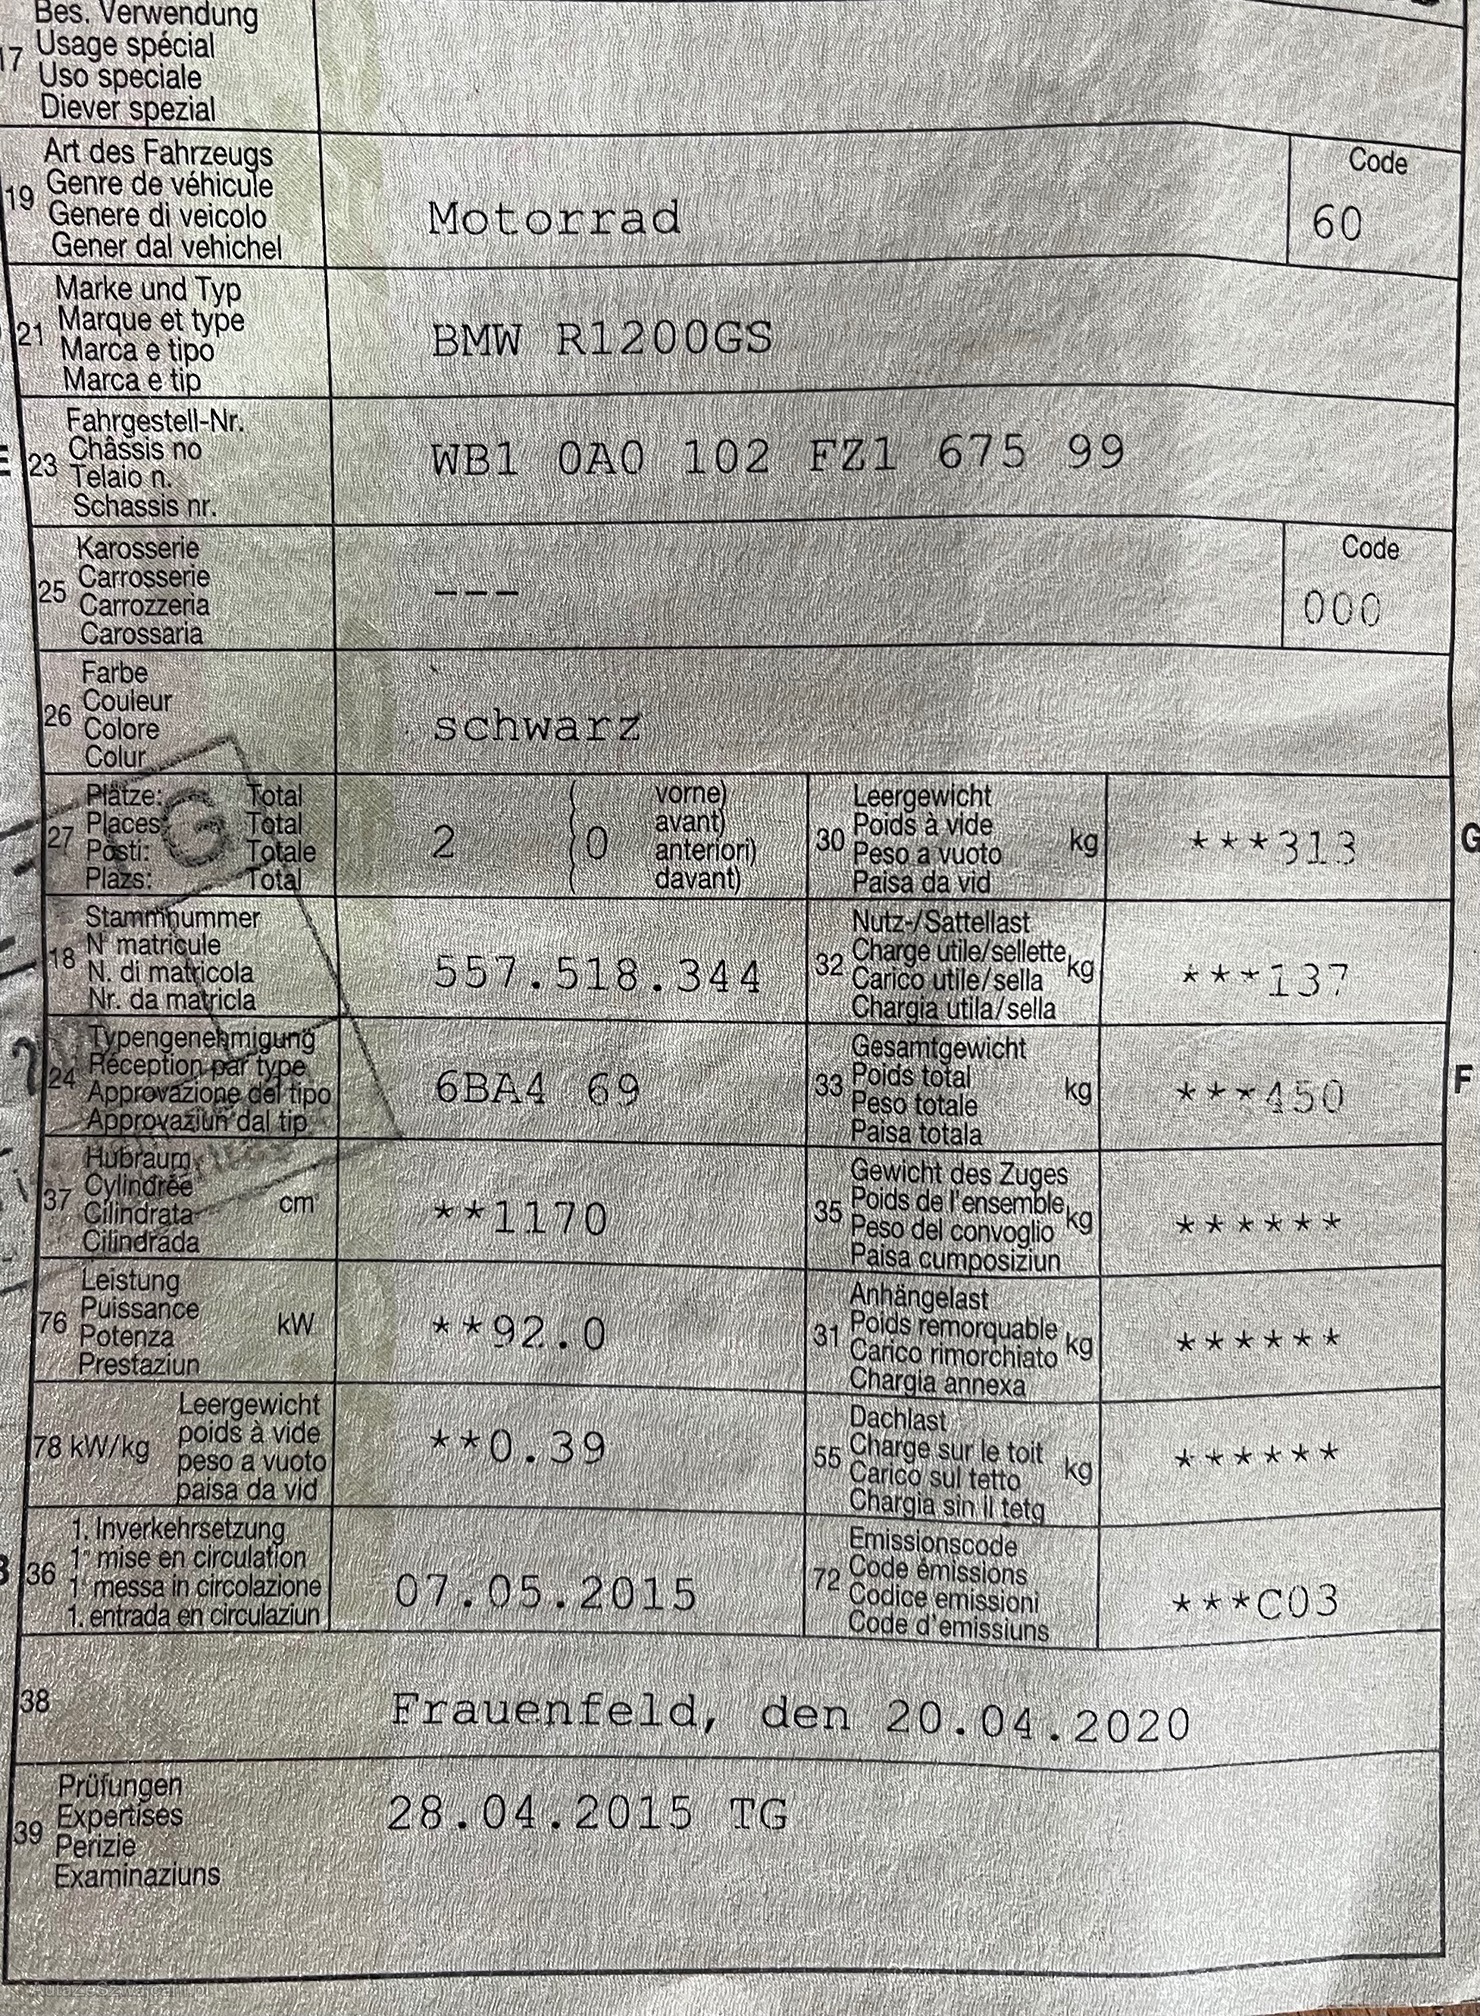 Bes. Verwendung
17 Usage spécial
Uso speciale
Diever spezial
Art des Fahrzeugs Code
19 Genre de véhicule
Genere di veicolo Motorrad 60
Gener dal vehichel
Marke und Typ
21 Marque et type BMW R1200GS
Marca e tipo
Marca e tip
Fahrgestell-Nr.
E 23 Châssis no WB1 0A0 102 FZ1 675 99
Telaio n.
Schassis nr.
Karosserie Code
25 Carrosserie ---
Carrozzeria 000
Carossaria
Farbe
26 Couleur
Colore schwarz
Colur
Plätze: Total vorne)
27 Places: Total 2 (0 avant)
Posti: Totale anteriori)
Plazs: Total davant)
Leergewicht
30 Poids à vide kg ***313 G
Peso a vuoto
Paisa da vid
Stammnummer
18 N° matricule
N. di matricola 557.518.344
Nr. da matricla
Nutz-/Sattellast
32 Charge utile/sellette kg ***137
Carico utile/sella
Chargia utila/sella
Typengenehmigung
24 Réception par type 6BA4 69
Approvazione del tipo
Approvaziun dal tip
Gesamtgewicht
33 Poids total kg ***450 F
Peso totale
Paisa totala
Hubraum
37 Cylindrée cm³ **1170
Cilindrata
Cilindrada
Gewicht des Zuges
35 Poids de l'ensemble kg ******
Peso del convoglio
Paisa cumposiziun
Leistung
76 Puissance kW **92.0
Potenza
Prestaziun
Anhängelast
31 Poids remorquable kg ******
Carico rimorchiato
Chargia annexa
Leergewicht
78 kW/kg poids à vide **0.39
peso a vuoto
paisa da vid
Dachlast
55 Charge sur le toit kg ******
Carico sul tetto
Chargia sin il tetg
1. Inverkehrsetzung
B 36 1ʳᵉ mise en circulation 07.05.2015
1ᵃ messa in circolazione
1. entrada en circulaziun
Emissionscode
72 Code émissions ***C03
Codice emissioni
Code d'emissiuns
38 Frauenfeld, den 20.04.2020
Prüfungen 28.04.2015 TG
39 Expertises
Perizie
Examinaziuns
AutazeSzwajcarii.pl